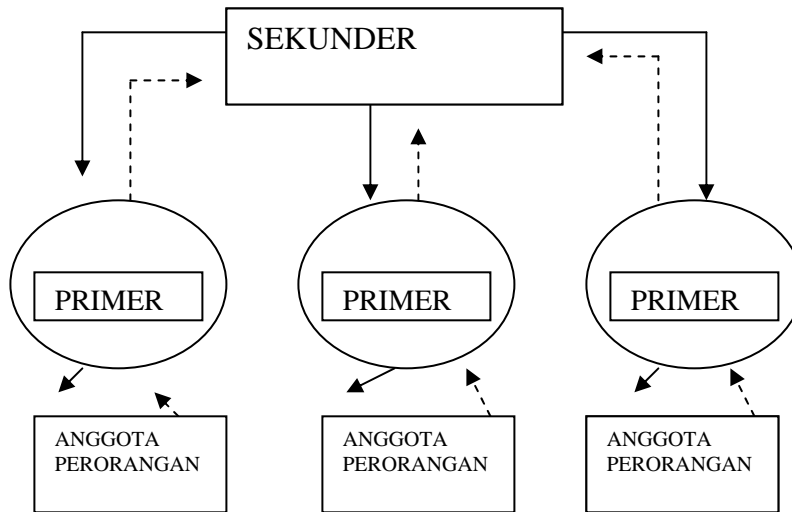 SEKUNDER
PRIMER
PRIMER
PRIMER
ANGGOTA
PERORANGAN
ANGGOTA
PERORANGAN
ANGGOTA
PERORANGAN